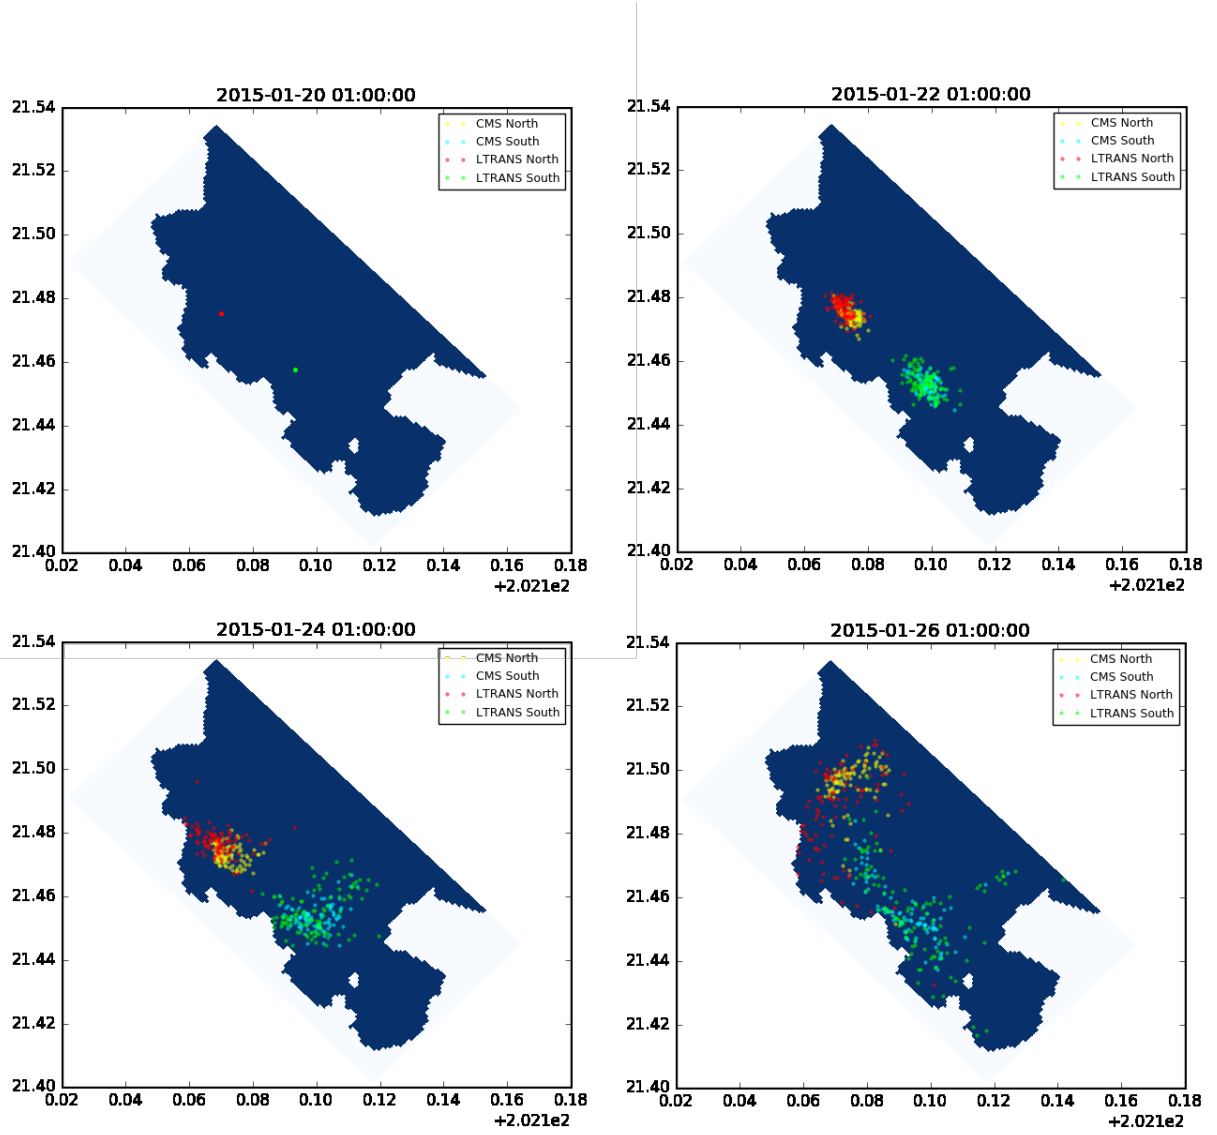 2015-01-20 01:00:00
21.54
21.52
21.50
21.48
21.46
21.44
21.42
21.40
CMS North
CMS South
LTRANS North
LTRANS South
0.02 0.04 0.06 0.08 0.10 0.12 0.14 0.16 0.18
+2.021e2
2015-01-22 01:00:00
21.54
21.52
21.50
21.48
21.46
21.44
21.42
21.40
CMS North
CMS South
LTRANS North
LTRANS South
0.02 0.04 0.06 0.08 0.10 0.12 0.14 0.16 0.18
+2.021e2
2015-01-24 01:00:00
21.54
21.52
21.50
21.48
21.46
21.44
21.42
21.40
CMS North
CMS South
LTRANS North
LTRANS South
0.02 0.04 0.06 0.08 0.10 0.12 0.14 0.16 0.18
+2.021e2
2015-01-26 01:00:00
21.54
21.52
21.50
21.48
21.46
21.44
21.42
21.40
CMS North
CMS South
LTRANS North
LTRANS South
0.02 0.04 0.06 0.08 0.10 0.12 0.14 0.16 0.18
+2.021e2